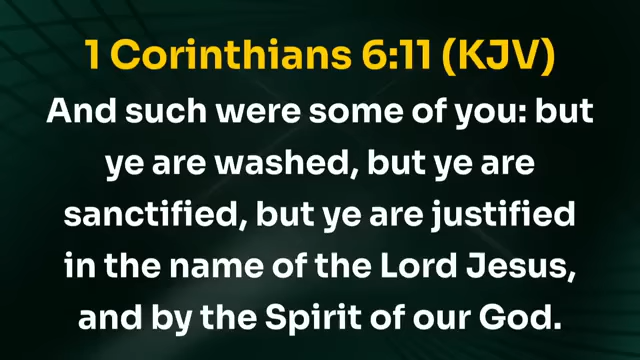 1 Corinthians 6:11 (KJV)
And such were some of you: but
ye are washed, but ye are
sanctified, but ye are justified
in the name of the Lord Jesus,
and by the Spirit of our God.